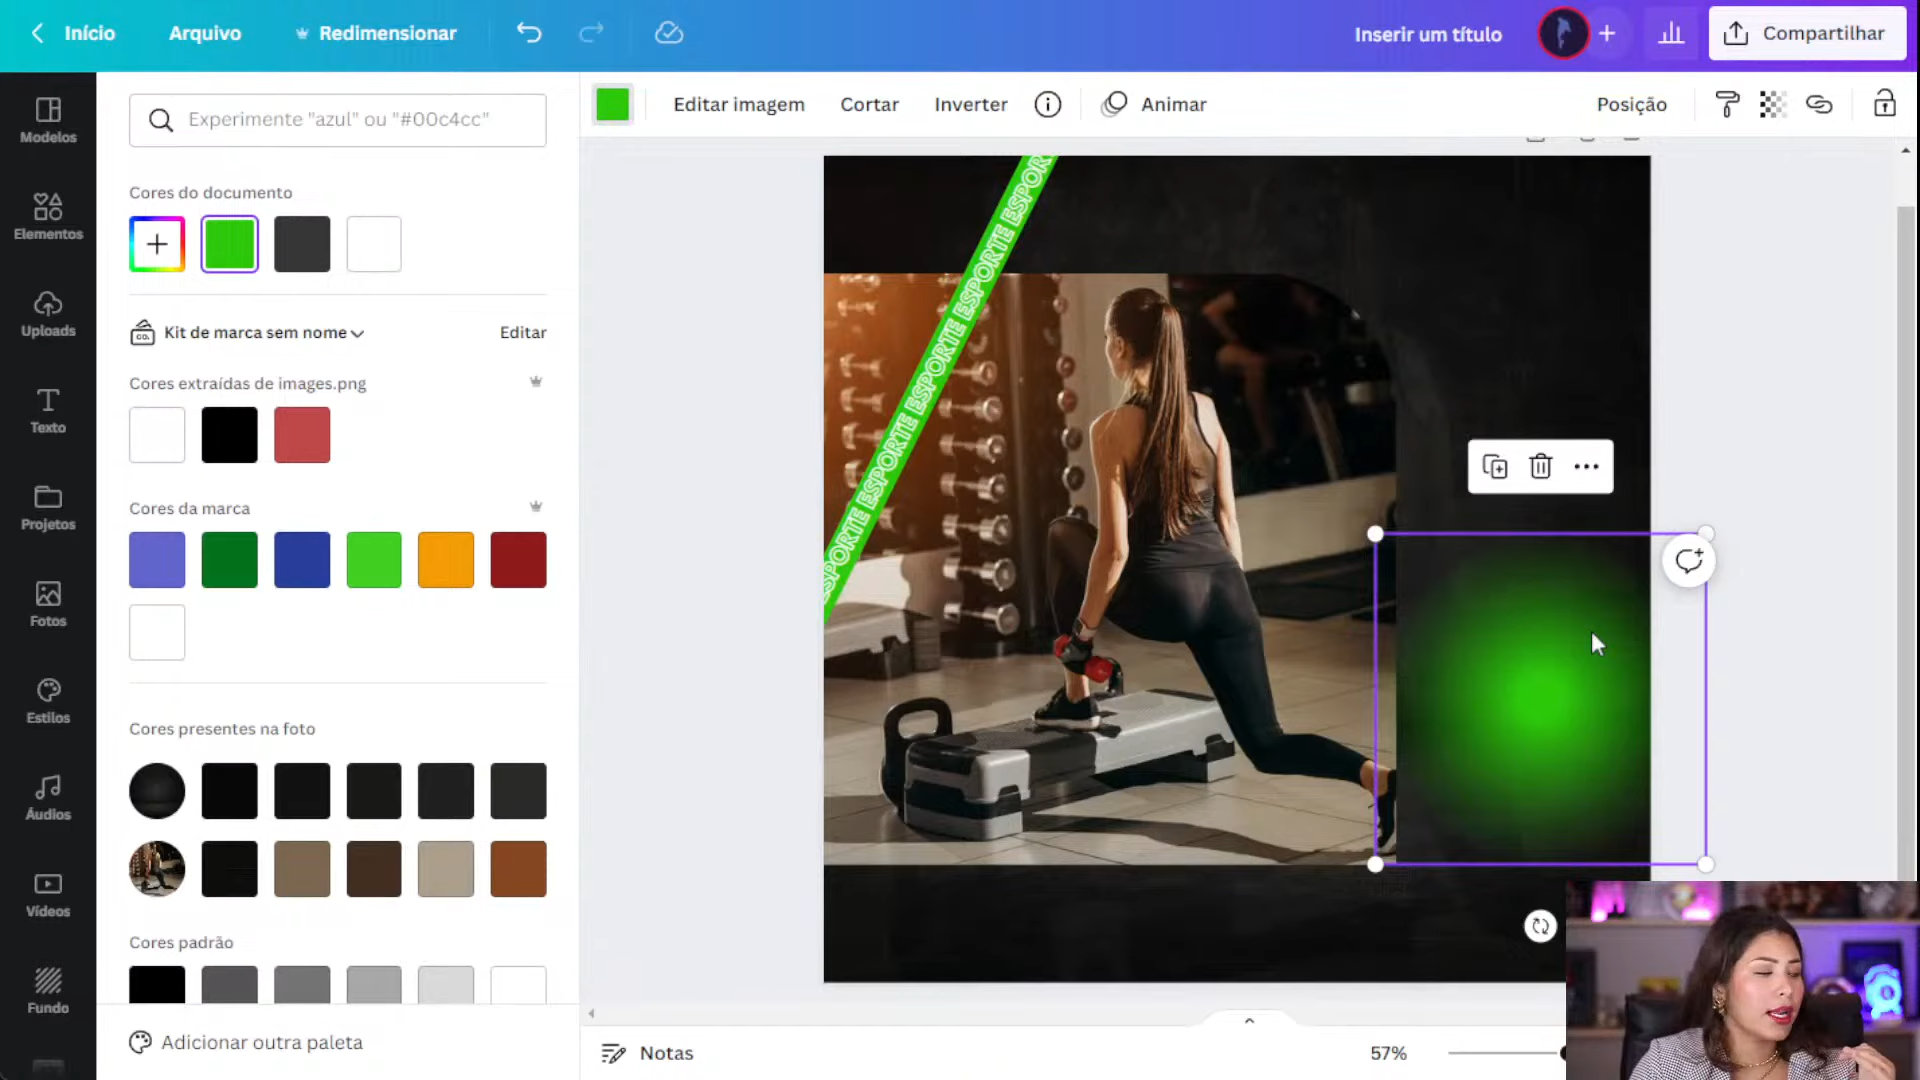 Início
Arquivo
Redimensionar
Inserir um título
Compartilhar
Modelos
Elementos
Uploads
Texto
Projetos
Fotos
Estilos
Áudios
Vídeos
Fundo
Experimente "azul" ou "#00c4cc"
Cores do documento
Kit de marca sem nome
Editar
Cores extraídas de images.png
Cores da marca
Cores presentes na foto
Cores padrão
Adicionar outra paleta
Editar imagem
Cortar
Inverter
Animar
Posição
ESPORTE ESPORTE ESPORTE ESPORTE ESPOR
CO.
Notas
57%